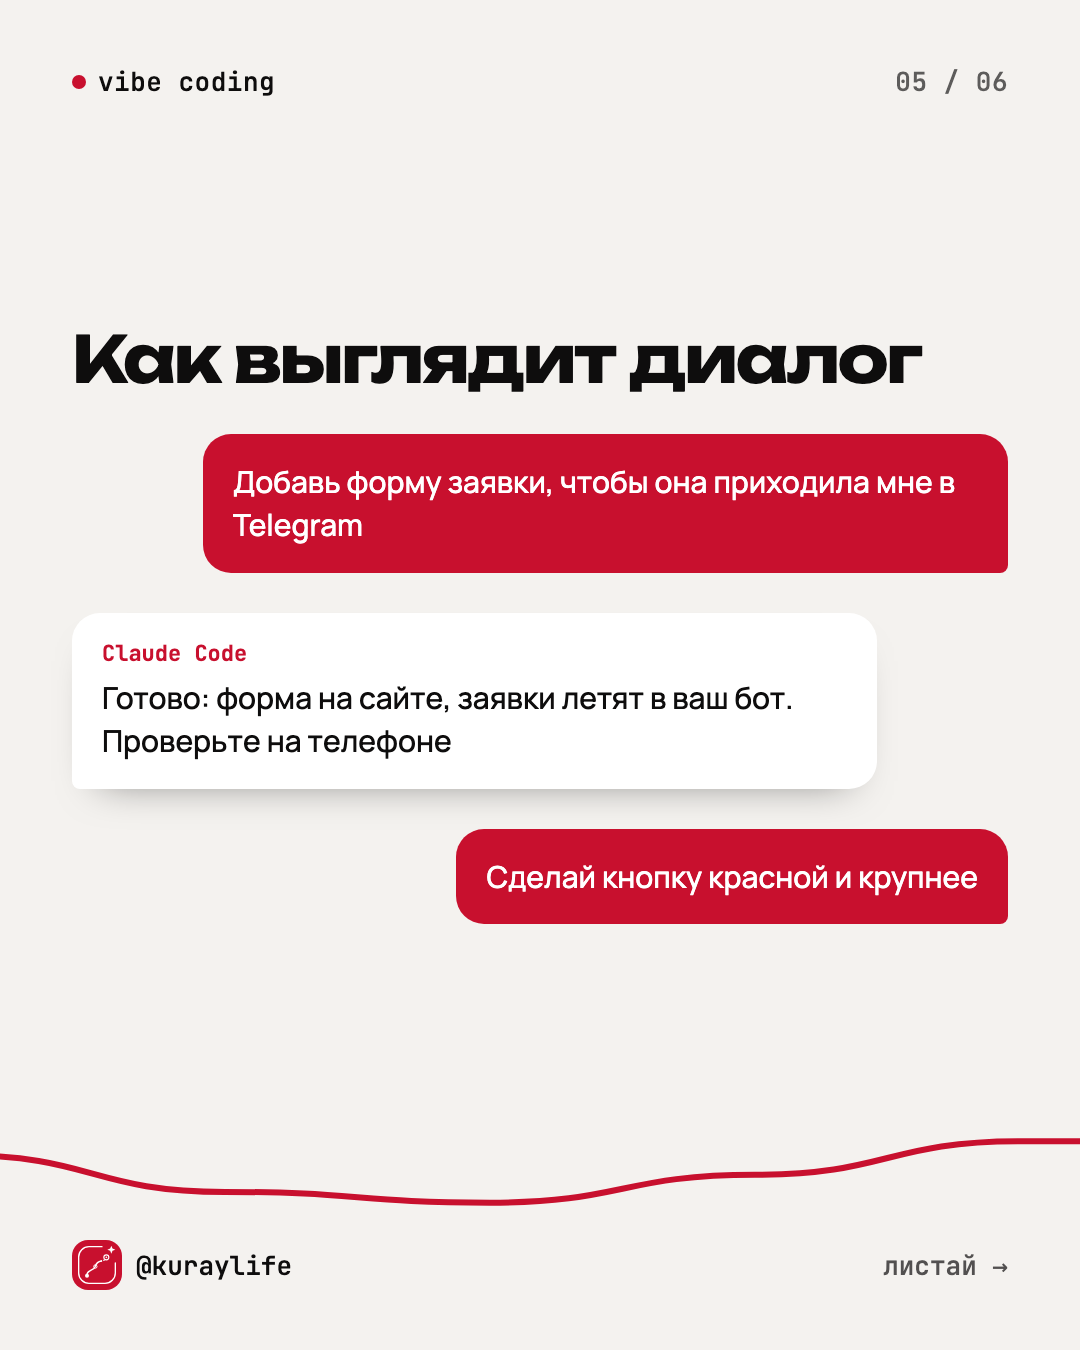 vibe coding
05 / 06
Как выглядит диалог
Добавь форму заявки, чтобы она приходила мне в
Telegram
Claude Code
Готово: форма на сайте, заявки летят в ваш бот.
Проверьте на телефоне
Сделай кнопку красной и крупнее
@kuraylife
листай →